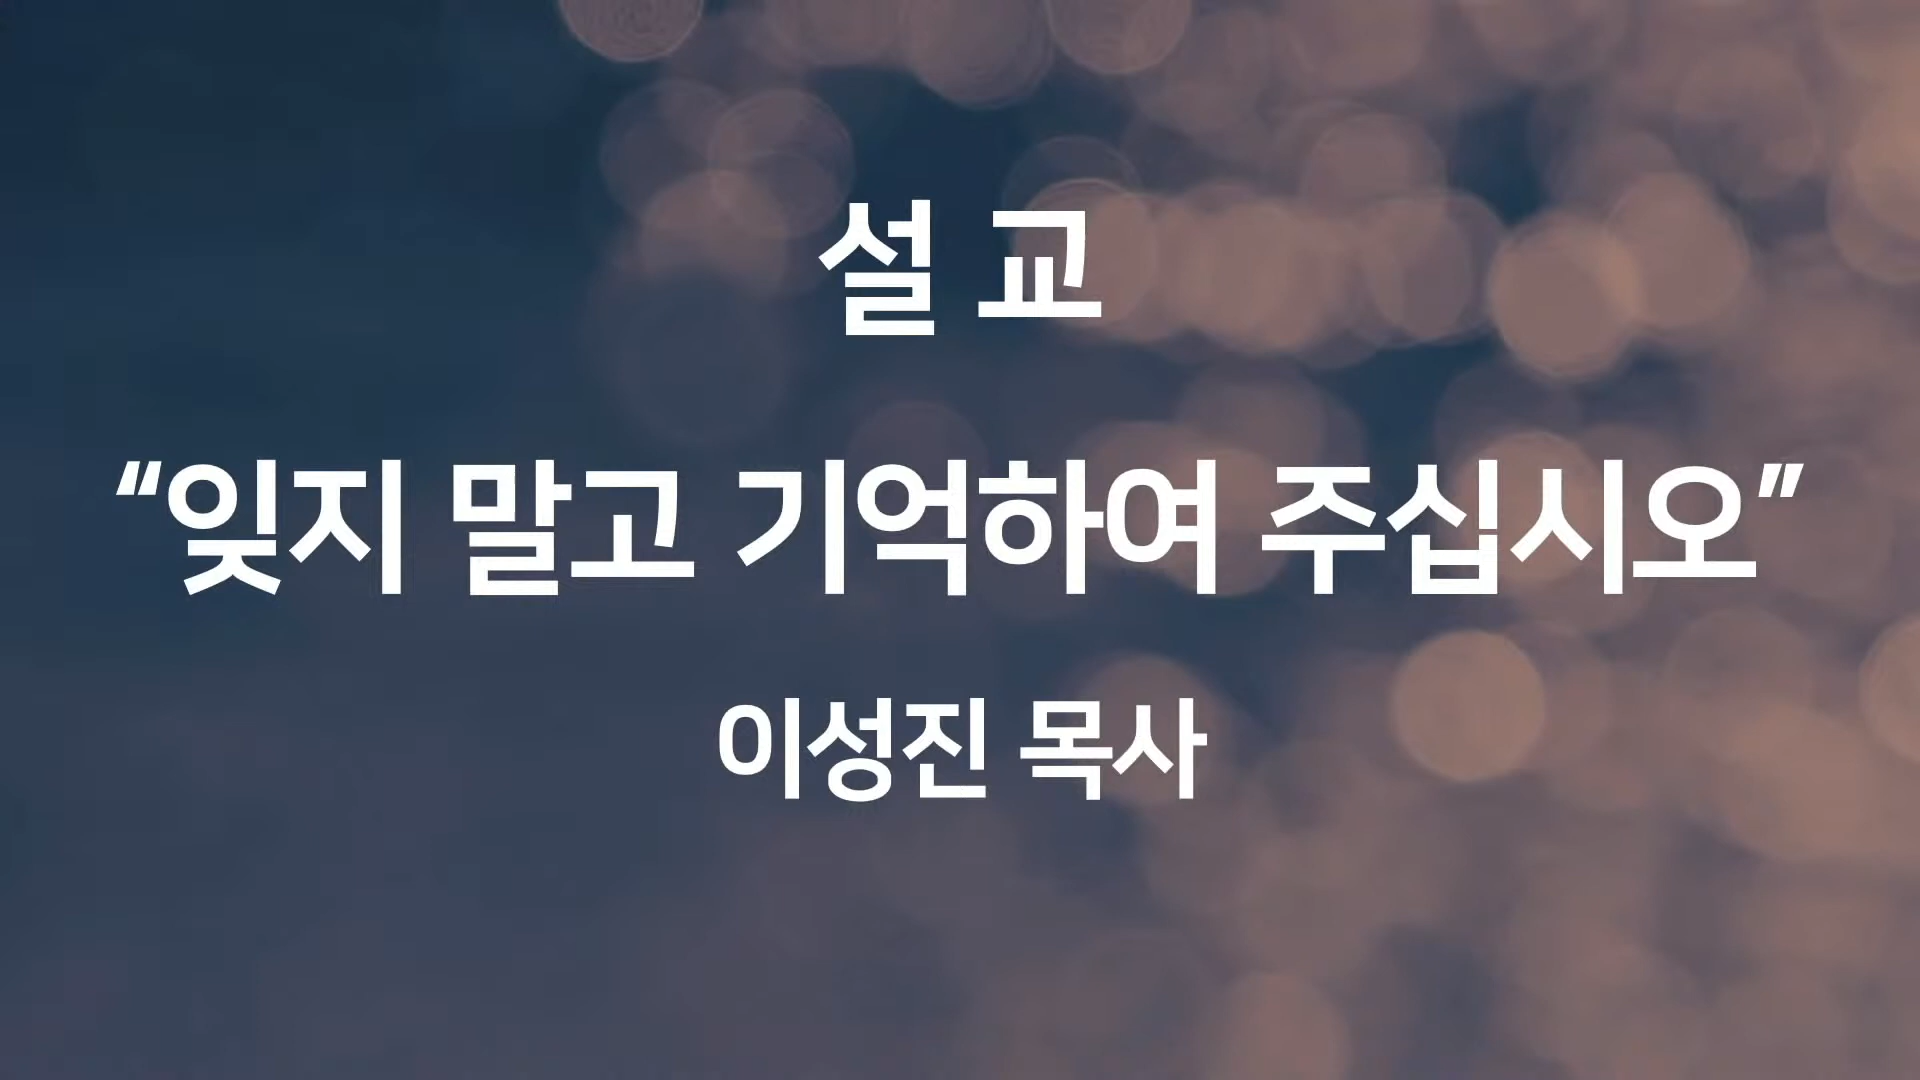 설 교
“잊지 말고 기억하여 주십시오”
이성진 목사